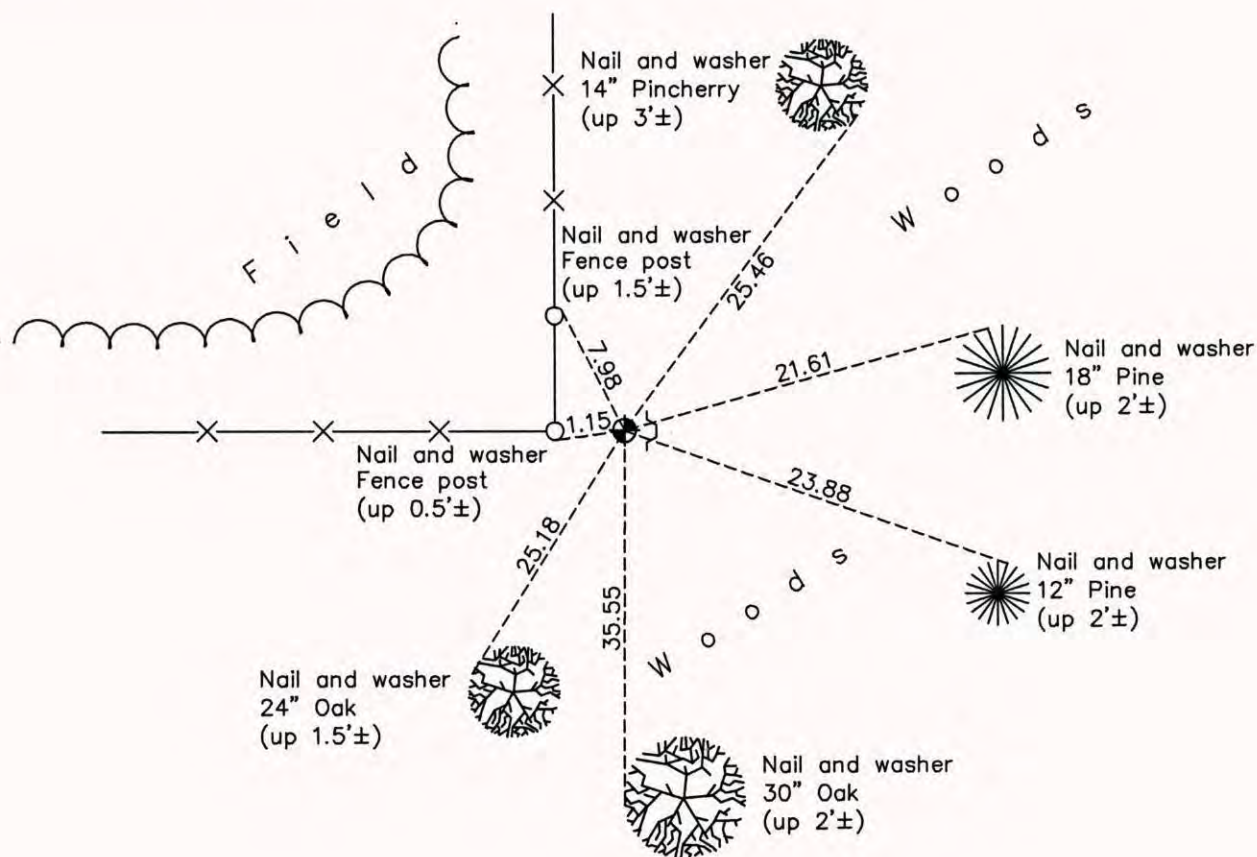 Nail and washer
14" Pincherry
(up 3'±)
Field
Woods
Nail and washer
Fence post
(up 1.5'±)
25.46
7.98
21.61
Nail and washer
18" Pine
(up 2'±)
1.15
Nail and washer
Fence post
(up 0.5'±)
23.88
25.18
35.55
Woods
Nail and washer
12" Pine
(up 2'±)
Nail and washer
24" Oak
(up 1.5'±)
Nail and washer
30" Oak
(up 2'±)